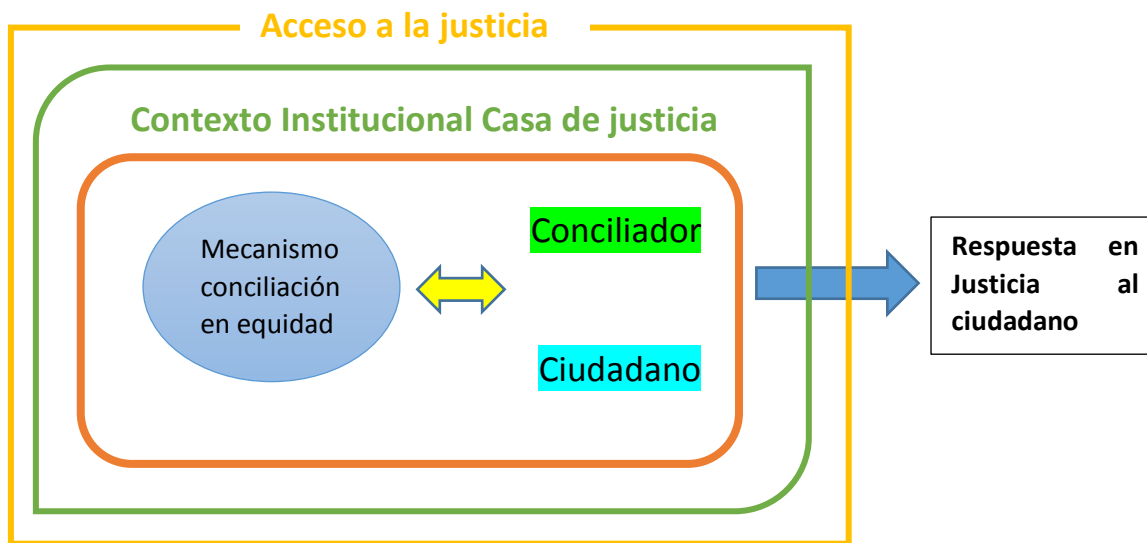 Acceso a la justicia
Contexto Institucional Casa de justicia
Mecanismo
conciliación
en equidad
Conciliador
Ciudadano
Respuesta en
Justicia al
ciudadano